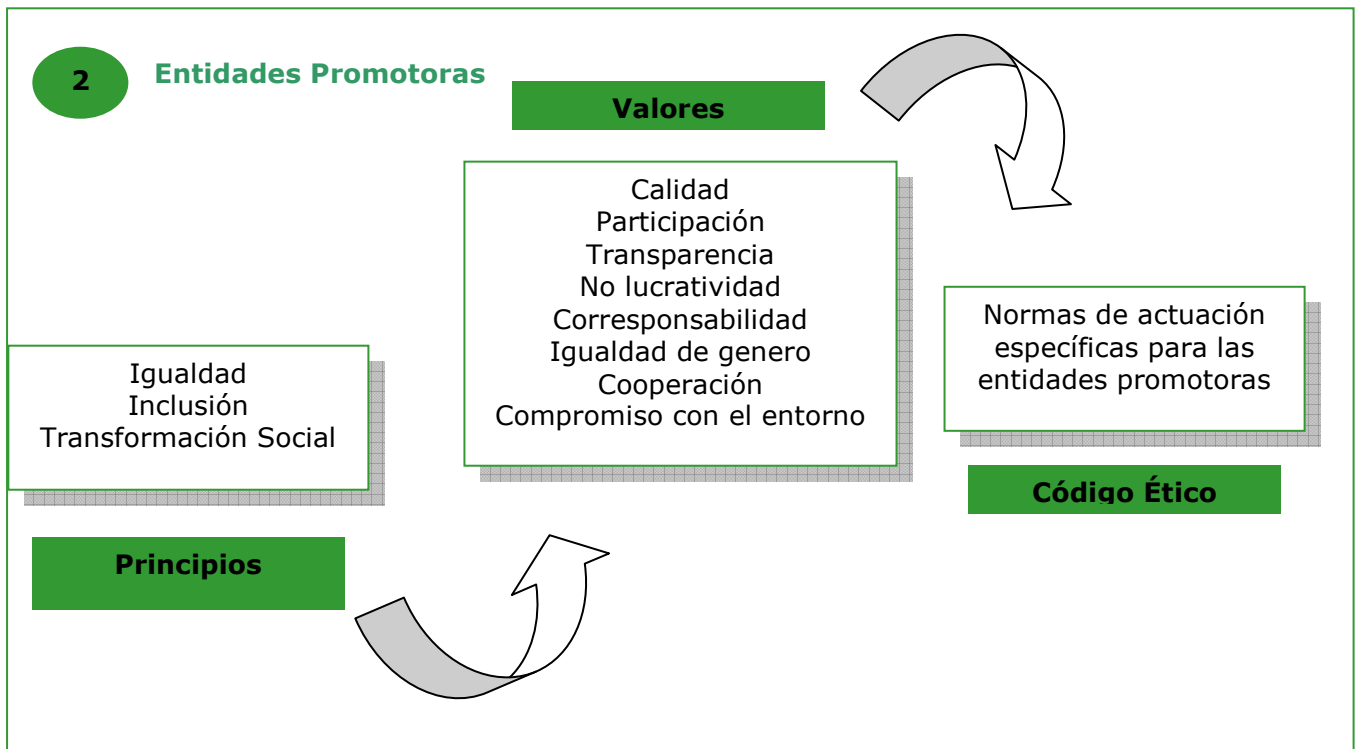 2
Entidades Promotoras
Valores
Calidad
Participación
Transparencia
No lucratividad
Corresponsabilidad
Igualdad de genero
Cooperación
Compromiso con el entorno
Igualdad
Inclusión
Transformación Social
Principios
Normas de actuación
específicas para las
entidades promotoras
Código Ético